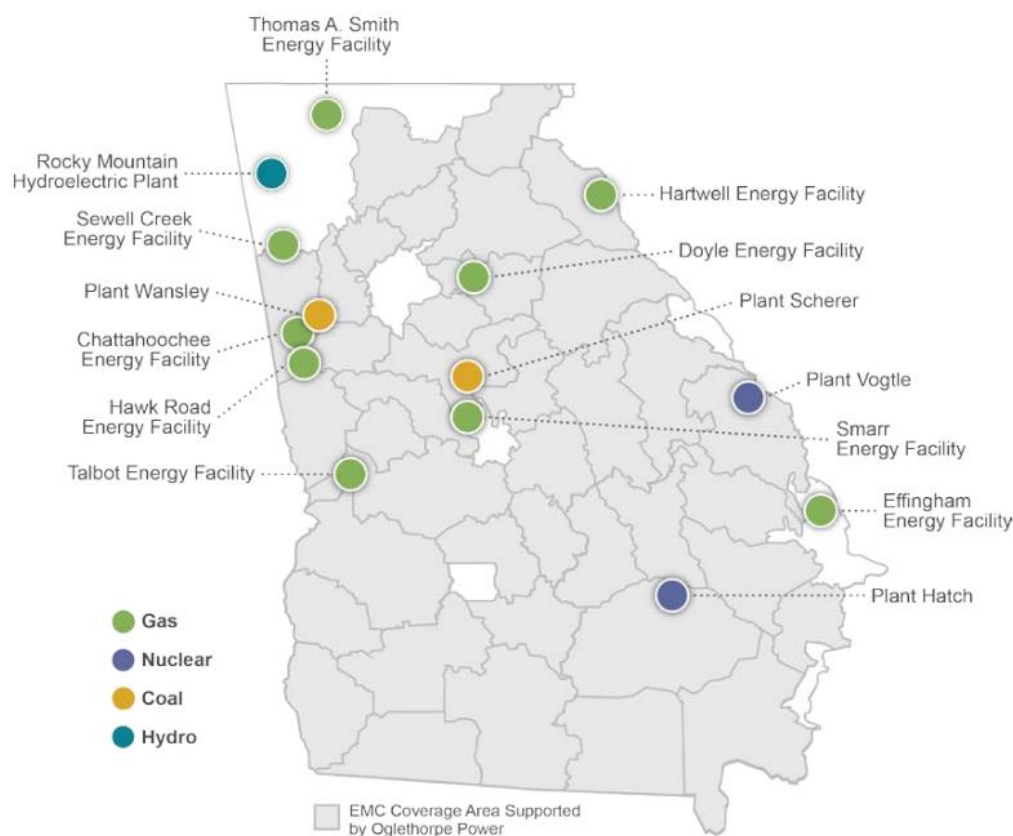 Thomas A. Smith
Energy Facility
Rocky Mountain
Hydroelectric Plant
Sewell Creek
Energy Facility
Plant Wansley
Chattahoochee
Energy Facility
Hawk Road
Energy Facility
Talbot Energy Facility
Hartwell Energy Facility
Doyle Energy Facility
Plant Scherer
Plant Vogtle
Smarr
Energy Facility
Effingham
Energy Facility
Plant Hatch
Gas
Nuclear
Coal
Hydro
EMC Coverage Area Supported
by Oglethorpe Power